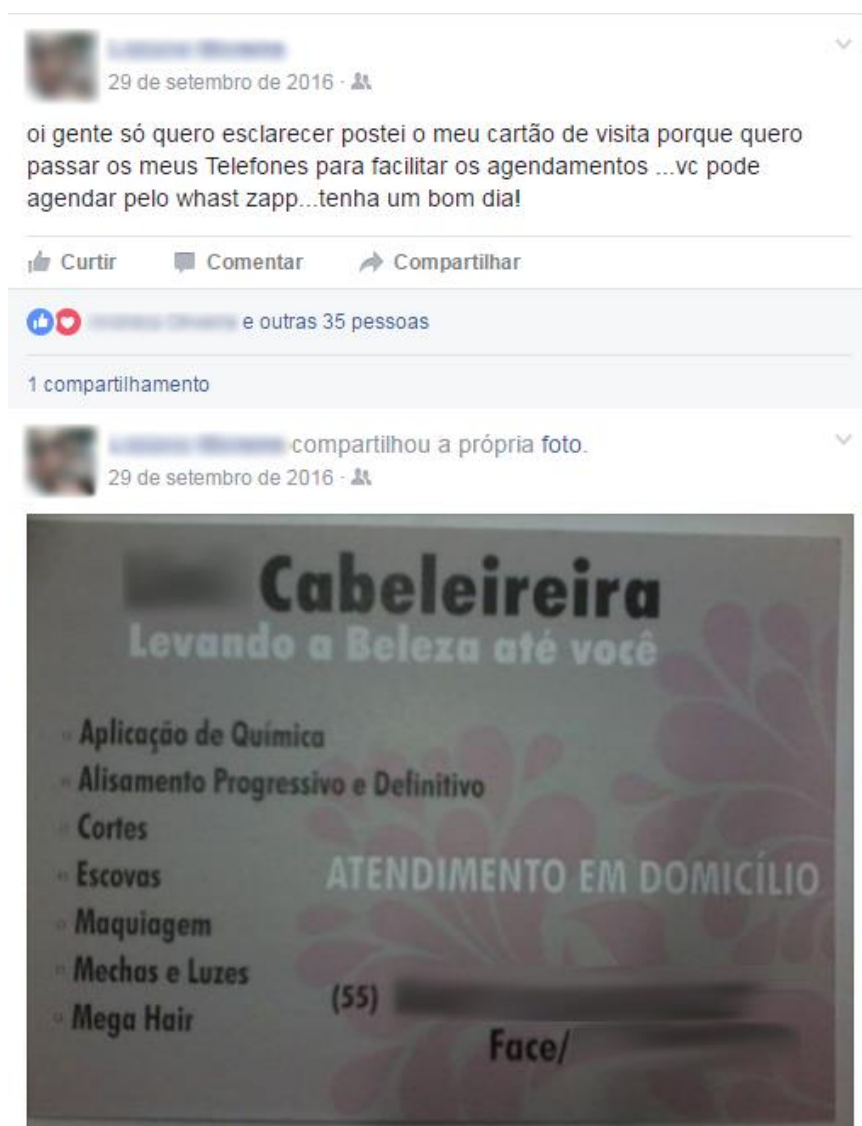 29 de setembro de 2016 ·
oi gente só quero esclarecer postei o meu cartão de visita porque quero
passar os meus Telefones para facilitar os agendamentos ...vc pode
agendar pelo whast zapp...tenha um bom dia!
Curtir Comentar Compartilhar
e outras 35 pessoas
1 compartilhamento
compartilhou a própria foto.
29 de setembro de 2016 ·
Cabeleireira
Levando a Beleza até você
Aplicação de Química
Alisamento Progressivo e Definitivo
Cortes
Escovas
Maquiagem
Mechas e Luzes
Mega Hair
ATENDIMENTO EM DOMICÍLIO
(55)
Face/